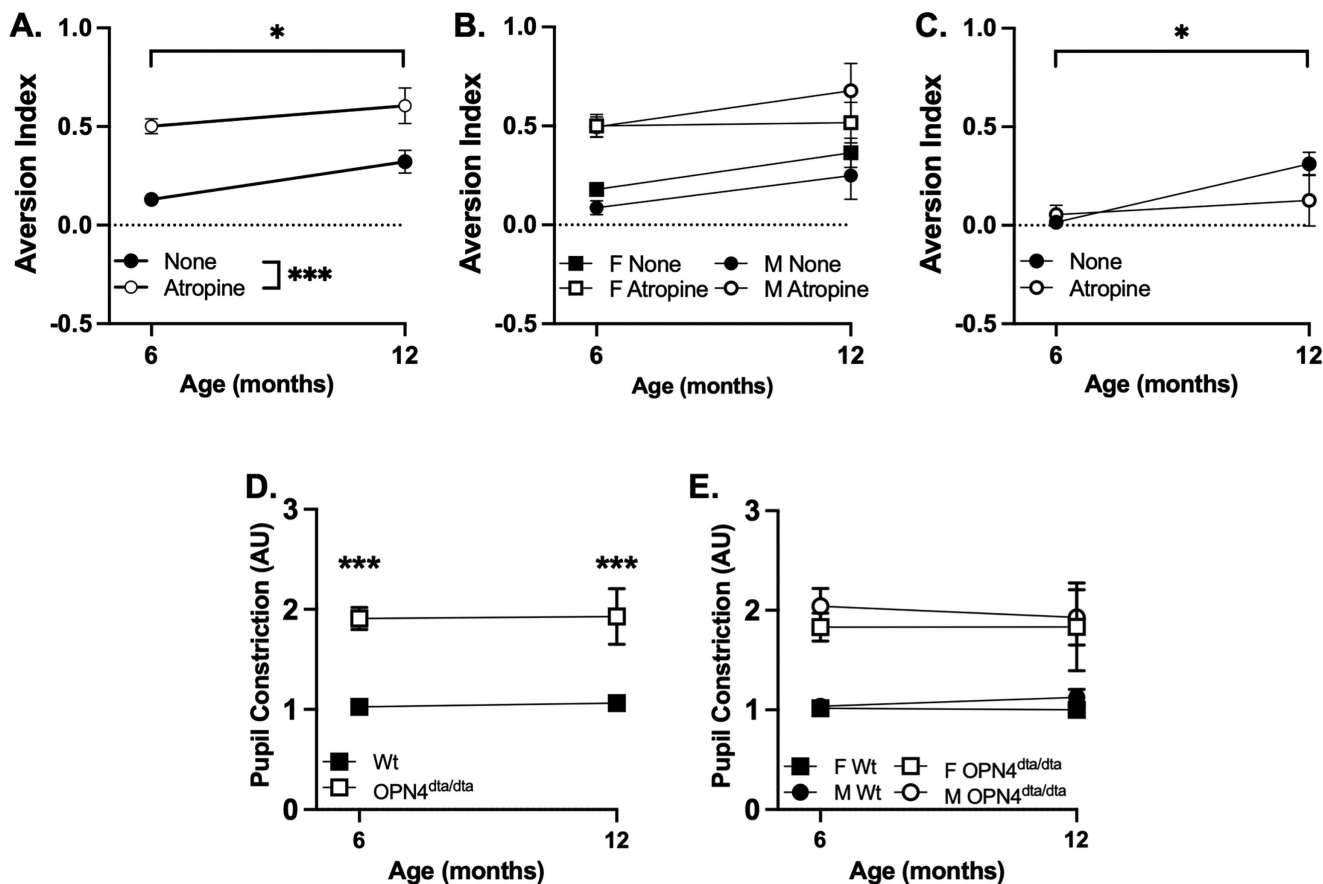 A.
1.0
0.5
0.0
-0.5
Aversion Index
*
None
Atropine
***
6
12
Age (months)
B.
1.0
0.5
0.0
-0.5
Aversion Index
F None
M None
F Atropine
M Atropine
6
12
Age (months)
C.
1.0
0.5
0.0
-0.5
Aversion Index
*
None
Atropine
6
12
Age (months)
D.
3
2
1
0
Pupil Constriction (AU)
***
***
Wt
OPN4dta/dta
6
12
Age (months)
E.
3
2
1
0
Pupil Constriction (AU)
F Wt
F OPN4dta/dta
M Wt
M OPN4dta/dta
6
12
Age (months)